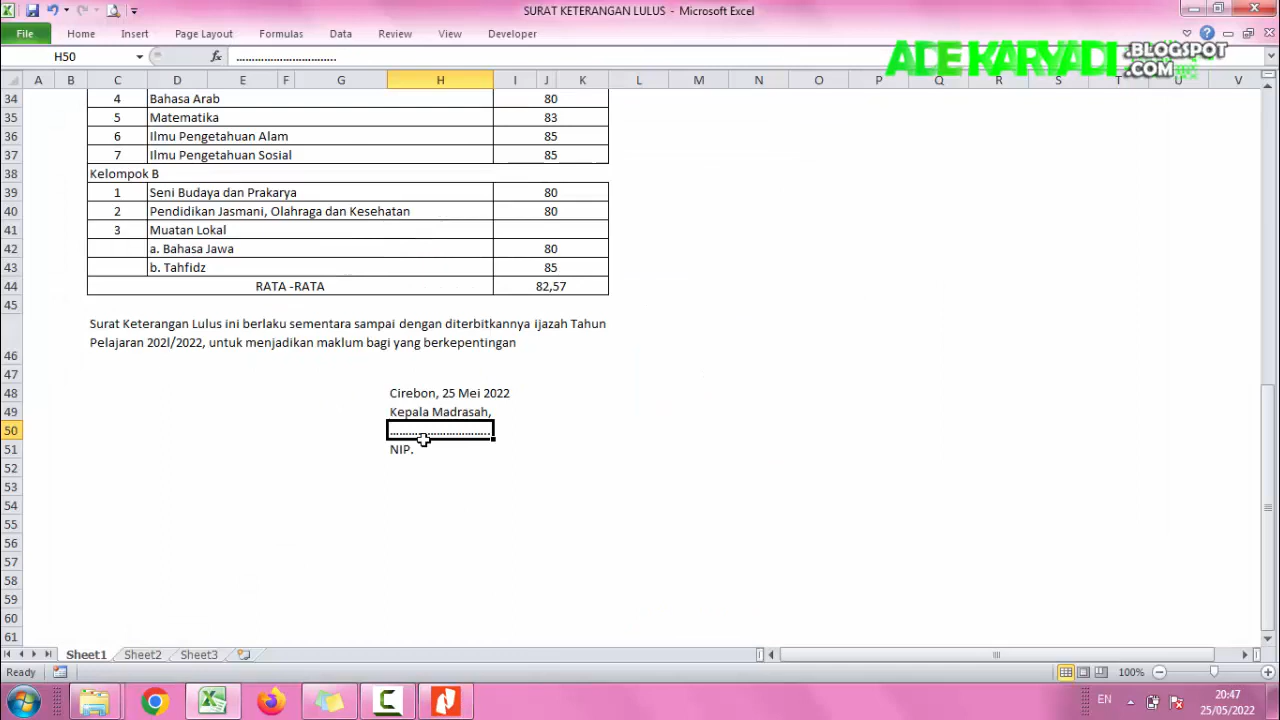 SURAT KETERANGAN LULUS - Microsoft Excel
File Home Insert Page Layout Formulas Data Review View Developer
ADE KARYADI .BLOGSPOT
.COM
H50 fx ....................................
A B C D E F G H I J K L M N O P Q R S T U V
34 4 Bahasa Arab 80
35 5 Matematika 83
36 6 Ilmu Pengetahuan Alam 85
37 7 Ilmu Pengetahuan Sosial 85
38 Kelompok B
39 1 Seni Budaya dan Prakarya 80
40 2 Pendidikan Jasmani, Olahraga dan Kesehatan 80
41 3 Muatan Lokal
42 a. Bahasa Jawa 80
43 b. Tahfidz 85
44 RATA -RATA 82,57
45
Surat Keterangan Lulus ini berlaku sementara sampai dengan diterbitkannya ijazah Tahun
46 Pelajaran 202l/2022, untuk menjadikan maklum bagi yang berkepentingan
47
48 Cirebon, 25 Mei 2022
49 Kepala Madrasah,
50 ....................................
51 NIP.
52
53
54
55
56
57
58
59
60
61
Sheet1 Sheet2 Sheet3
Ready 100%
EN 20:47
25/05/2022